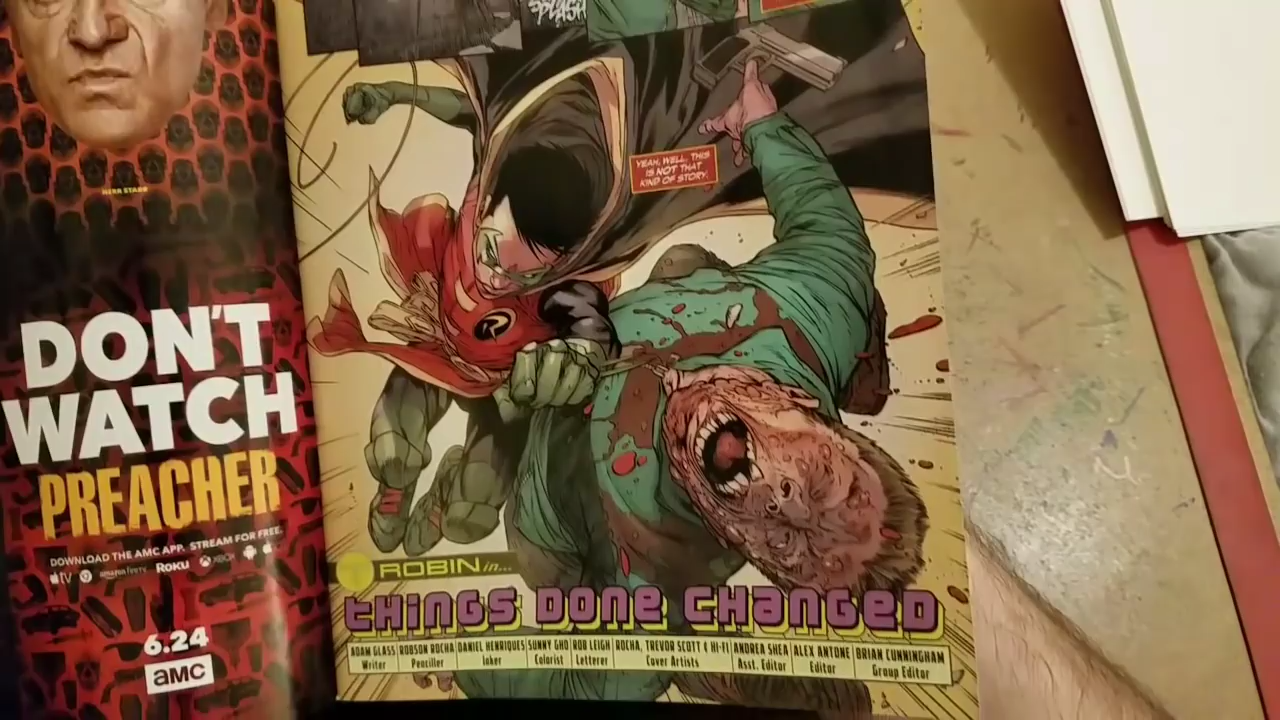 SPLASH
YEAH, WELL, THIS
IS NOT THAT
KIND OF STORY.
HERR STARR
DON'T
WATCH
PREACHER
DOWNLOAD THE AMC APP. STREAM FOR FREE.
tv amazon fireTV Roku XBOX
6.24
aMC
R
ROBIN in...
THINGS DONE CHANGED
ADAM GLASS Writer
ROBSON ROCHA Penciller
DANIEL HENRIQUES Inker
SUNNY GHO Colorist
ROB LEIGH Letterer
ROCHA, TREVOR SCOTT & HI-FI Cover Artists
ANDREA SHEA Asst. Editor
ALEX ANTONE Editor
BRIAN CUNNINGHAM Group Editor